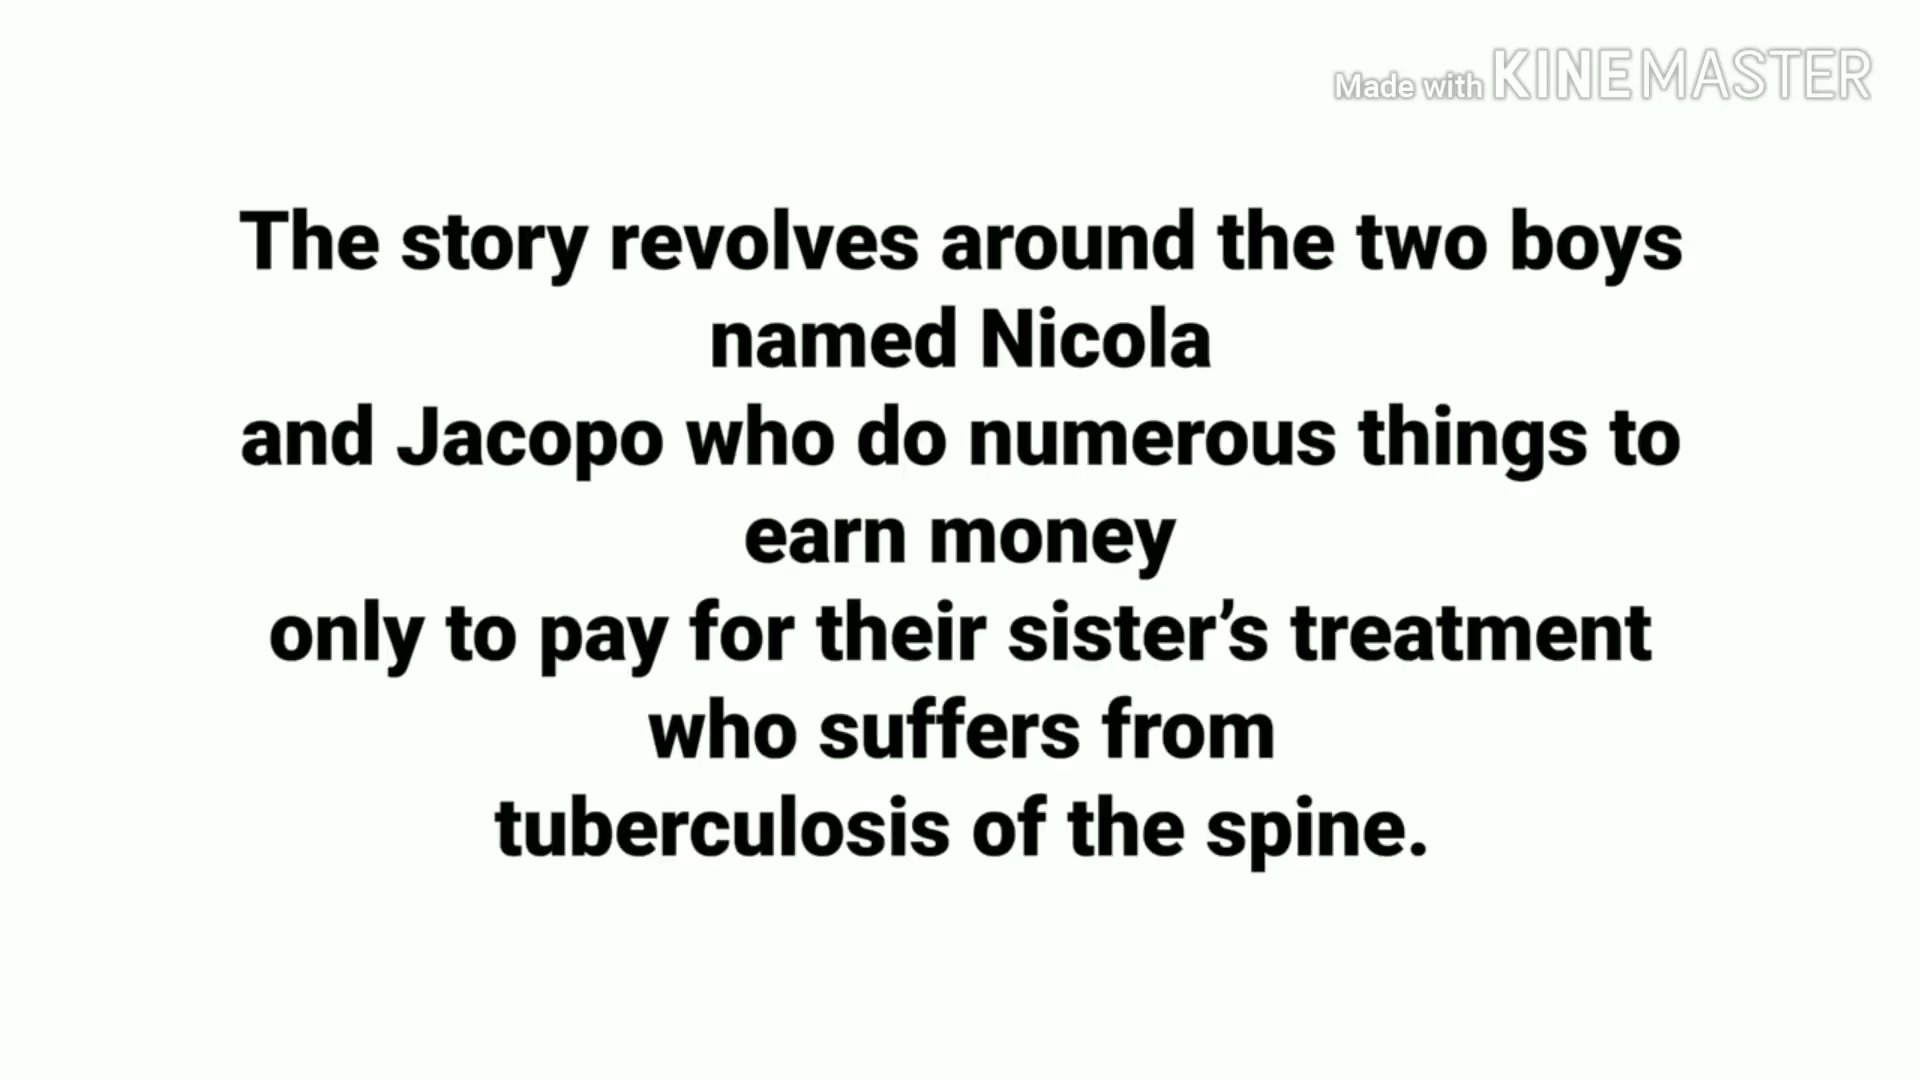 Made with KINEMASTER
The story revolves around the two boys
named Nicola
and Jacopo who do numerous things to
earn money
only to pay for their sister’s treatment
who suffers from
tuberculosis of the spine.